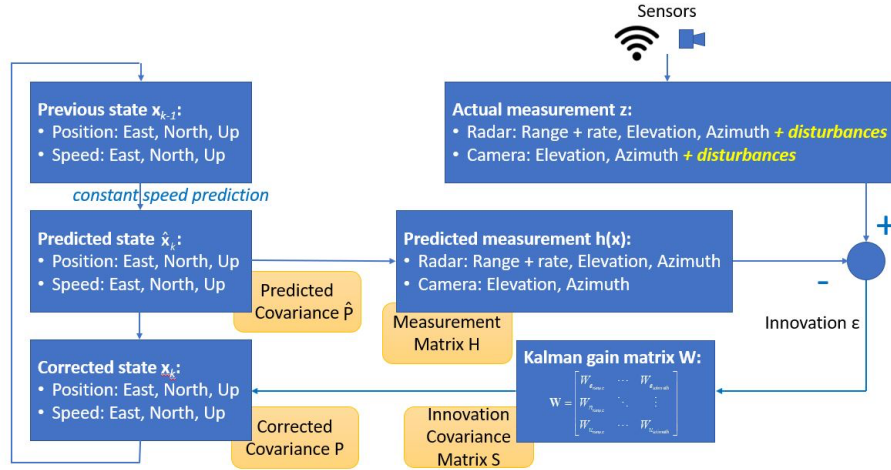 Sensors
Previous state x_{k-1}:
• Position: East, North, Up
• Speed: East, North, Up
Actual measurement z:
• Radar: Range + rate, Elevation, Azimuth + disturbances
• Camera: Elevation, Azimuth + disturbances
constant speed prediction
+
Predicted state x̂_k:
• Position: East, North, Up
• Speed: East, North, Up
Predicted measurement h(x):
• Radar: Range + rate, Elevation, Azimuth
• Camera: Elevation, Azimuth
-
Predicted
Covariance P̂
Measurement
Matrix H
Innovation ε
Corrected state x_k:
• Position: East, North, Up
• Speed: East, North, Up
Kalman gain matrix W:
W =
Corrected
Covariance P
Innovation
Covariance
Matrix S